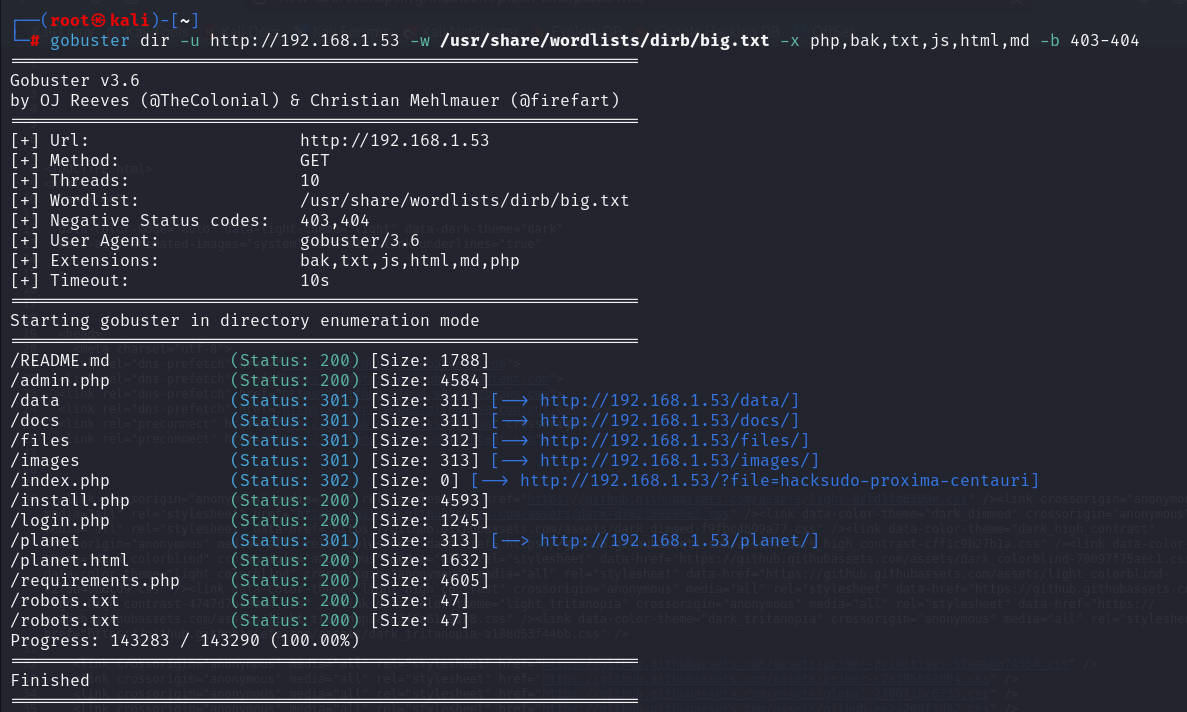 ┌──(root㉿kali)-[~]
└─# gobuster dir -u http://192.168.1.53 -w /usr/share/wordlists/dirb/big.txt -x php,bak,txt,js,html,md -b 403-404
===============================================================
Gobuster v3.6
by OJ Reeves (@TheColonial) & Christian Mehlmauer (@firefart)
===============================================================
[+] Url:                     http://192.168.1.53
[+] Method:                  GET
[+] Threads:                 10
[+] Wordlist:                /usr/share/wordlists/dirb/big.txt
[+] Negative Status codes:   403,404
[+] User Agent:              gobuster/3.6
[+] Extensions:              bak,txt,js,html,md,php
[+] Timeout:                 10s
===============================================================
Starting gobuster in directory enumeration mode
===============================================================
/README.md            (Status: 200) [Size: 1788]
/admin.php            (Status: 200) [Size: 4584]
/data                 (Status: 301) [Size: 311] [--> http://192.168.1.53/data/]
/docs                 (Status: 301) [Size: 311] [--> http://192.168.1.53/docs/]
/files                (Status: 301) [Size: 312] [--> http://192.168.1.53/files/]
/images               (Status: 301) [Size: 313] [--> http://192.168.1.53/images/]
/index.php            (Status: 302) [Size: 0] [--> http://192.168.1.53/?file=hacksudo-proxima-centauri]
/install.php          (Status: 200) [Size: 4593]
/login.php            (Status: 200) [Size: 1245]
/planet               (Status: 301) [Size: 313] [--> http://192.168.1.53/planet/]
/planet.html          (Status: 200) [Size: 1632]
/requirements.php     (Status: 200) [Size: 4605]
/robots.txt           (Status: 200) [Size: 47]
/robots.txt           (Status: 200) [Size: 47]
Progress: 143283 / 143290 (100.00%)
===============================================================
Finished
===============================================================